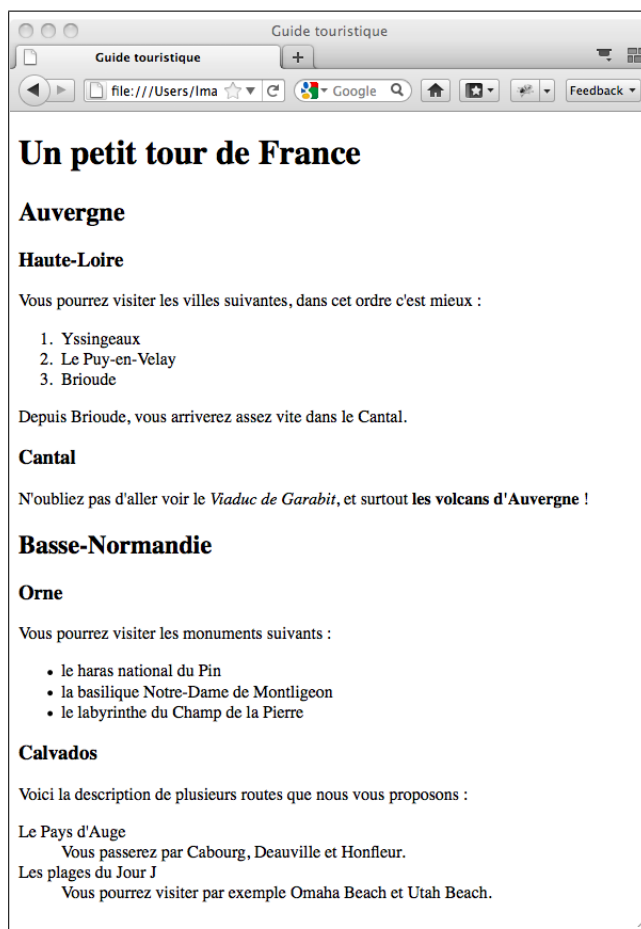 Guide touristique
Guide touristique
file:///Users/lma
Google
Feedback
Un petit tour de France
Auvergne
Haute-Loire
Vous pourrez visiter les villes suivantes, dans cet ordre c'est mieux :
1. Yssingeaux
2. Le Puy-en-Velay
3. Brioude
Depuis Brioude, vous arriverez assez vite dans le Cantal.
Cantal
N'oubliez pas d'aller voir le Viaduc de Garabit, et surtout les volcans d'Auvergne !
Basse-Normandie
Orne
Vous pourrez visiter les monuments suivants :
• le haras national du Pin
• la basilique Notre-Dame de Montligeon
• le labyrinthe du Champ de la Pierre
Calvados
Voici la description de plusieurs routes que nous vous proposons :
Le Pays d'Auge
Vous passerez par Cabourg, Deauville et Honfleur.
Les plages du Jour J
Vous pourrez visiter par exemple Omaha Beach et Utah Beach.